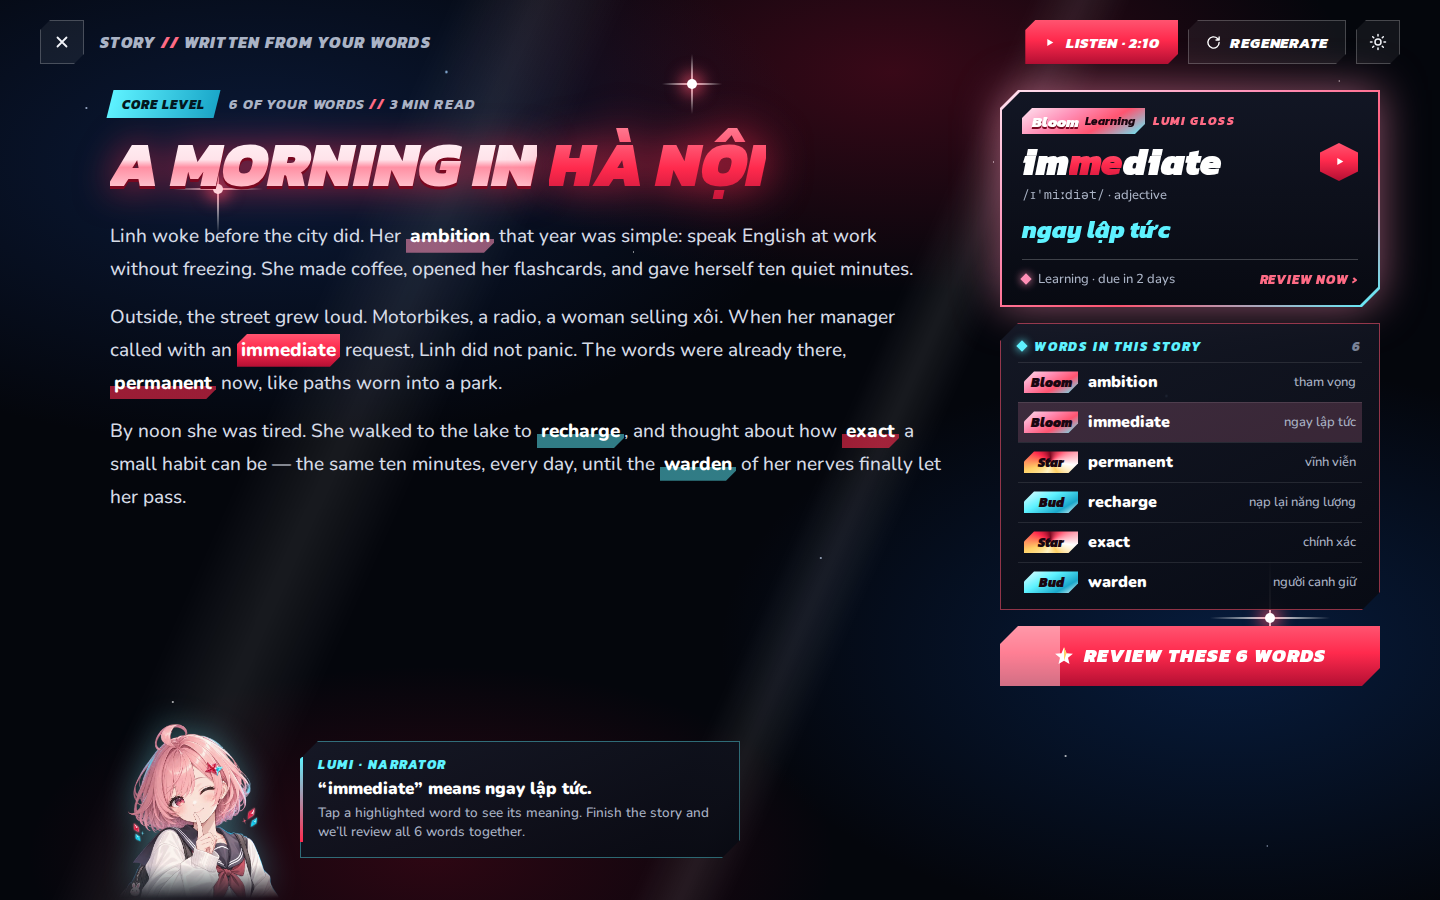 STORY // WRITTEN FROM YOUR WORDS
LISTEN · 2:10
REGENERATE
CORE LEVEL
6 OF YOUR WORDS // 3 MIN READ
A MORNING IN HÀ NỘI
Linh woke before the city did. Her ambition that year was simple: speak English at work
without freezing. She made coffee, opened her flashcards, and gave herself ten quiet minutes.
Outside, the street grew loud. Motorbikes, a radio, a woman selling xôi. When her manager
called with an immediate request, Linh did not panic. The words were already there,
permanent now, like paths worn into a park.
By noon she was tired. She walked to the lake to recharge, and thought about how exact a
small habit can be — the same ten minutes, every day, until the warden of her nerves finally let
her pass.
LUMI · NARRATOR
“immediate” means ngay lập tức.
Tap a highlighted word to see its meaning. Finish the story and
we’ll review all 6 words together.
Bloom Learning LUMI GLOSS
immediate
/ɪˈmiːdiət/ · adjective
ngay lập tức
Learning · due in 2 days
REVIEW NOW ›
WORDS IN THIS STORY 6
Bloom ambition tham vọng
Bloom immediate ngay lập tức
Star permanent vĩnh viễn
Bud recharge nạp lại năng lượng
Star exact chính xác
Bud warden người canh giữ
REVIEW THESE 6 WORDS